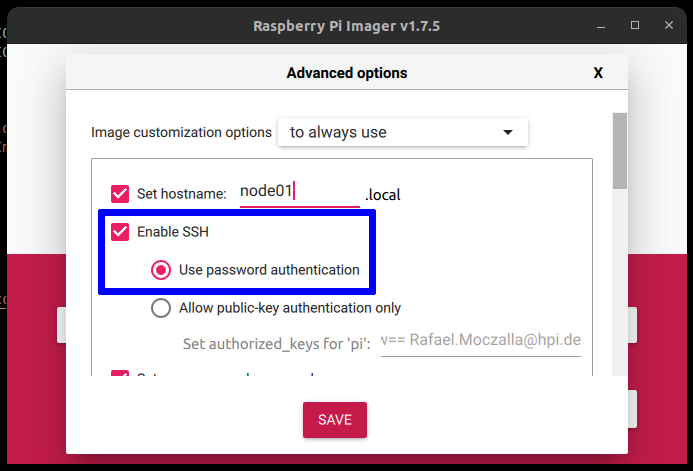 Raspberry Pi Imager v1.7.5
Advanced options
X
Image customization options to always use
Set hostname: node01 .local
Enable SSH
Use password authentication
Allow public-key authentication only
Set authorized_keys for 'pi': w== Rafael.Moczalla@hpi.de
SAVE